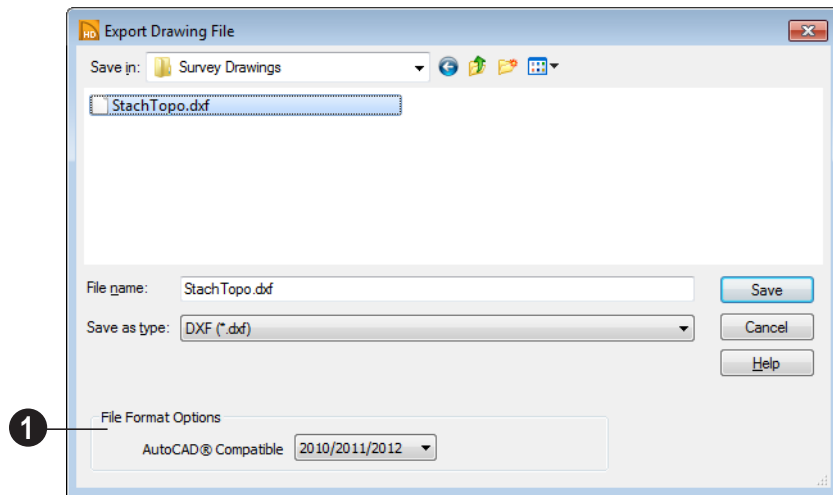 HD Export Drawing File
Save in: Survey Drawings
StachTopo.dxf
File name: StachTopo.dxf Save
Save as type: DXF (*.dxf) Cancel
Help
1 File Format Options
AutoCAD® Compatible 2010/2011/2012